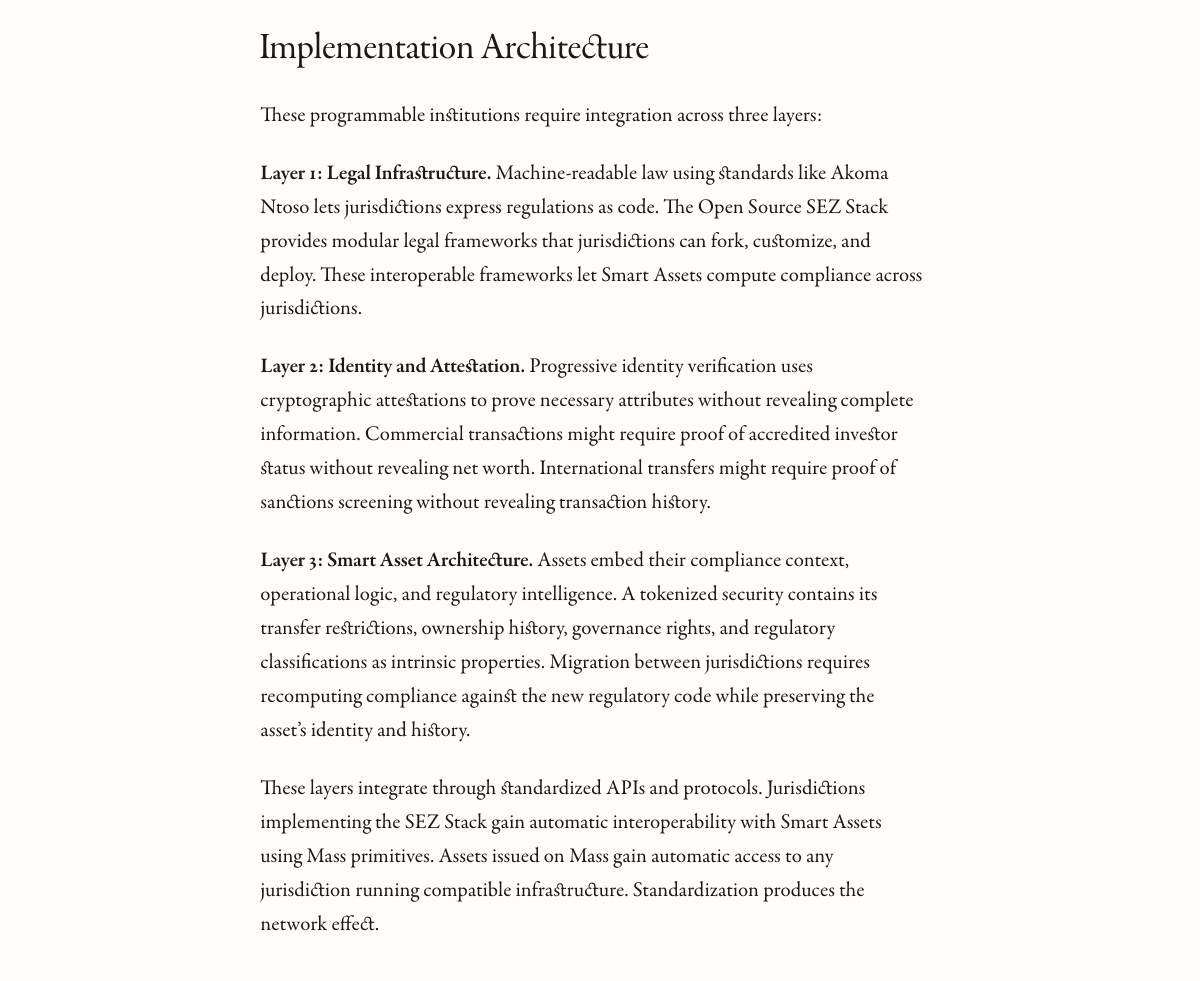 Implementation Architecture
These programmable institutions require integration across three layers:
Layer 1: Legal Infrastructure. Machine-readable law using standards like Akoma
Ntoso lets jurisdictions express regulations as code. The Open Source SEZ Stack
provides modular legal frameworks that jurisdictions can fork, customize, and
deploy. These interoperable frameworks let Smart Assets compute compliance across
jurisdictions.
Layer 2: Identity and Attestation. Progressive identity verification uses
cryptographic attestations to prove necessary attributes without revealing complete
information. Commercial transactions might require proof of accredited investor
status without revealing net worth. International transfers might require proof of
sanctions screening without revealing transaction history.
Layer 3: Smart Asset Architecture. Assets embed their compliance context,
operational logic, and regulatory intelligence. A tokenized security contains its
transfer restrictions, ownership history, governance rights, and regulatory
classifications as intrinsic properties. Migration between jurisdictions requires
recomputing compliance against the new regulatory code while preserving the
asset’s identity and history.
These layers integrate through standardized APIs and protocols. Jurisdictions
implementing the SEZ Stack gain automatic interoperability with Smart Assets
using Mass primitives. Assets issued on Mass gain automatic access to any
jurisdiction running compatible infrastructure. Standardization produces the
network effect.